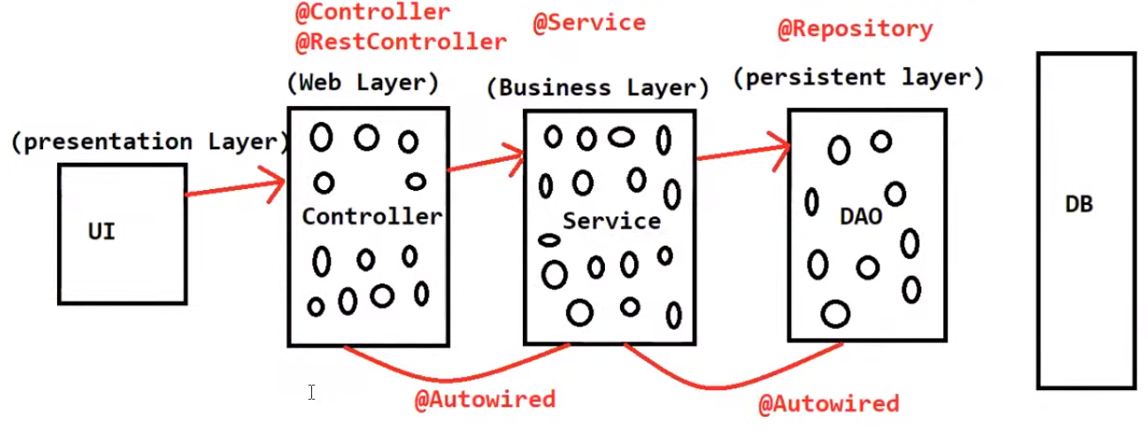 @Controller
@RestController
@Service
@Repository
(Web Layer)
(Business Layer)
(persistent layer)
(presentation Layer)
UI
Controller
Service
DAO
DB
@Autowired
@Autowired